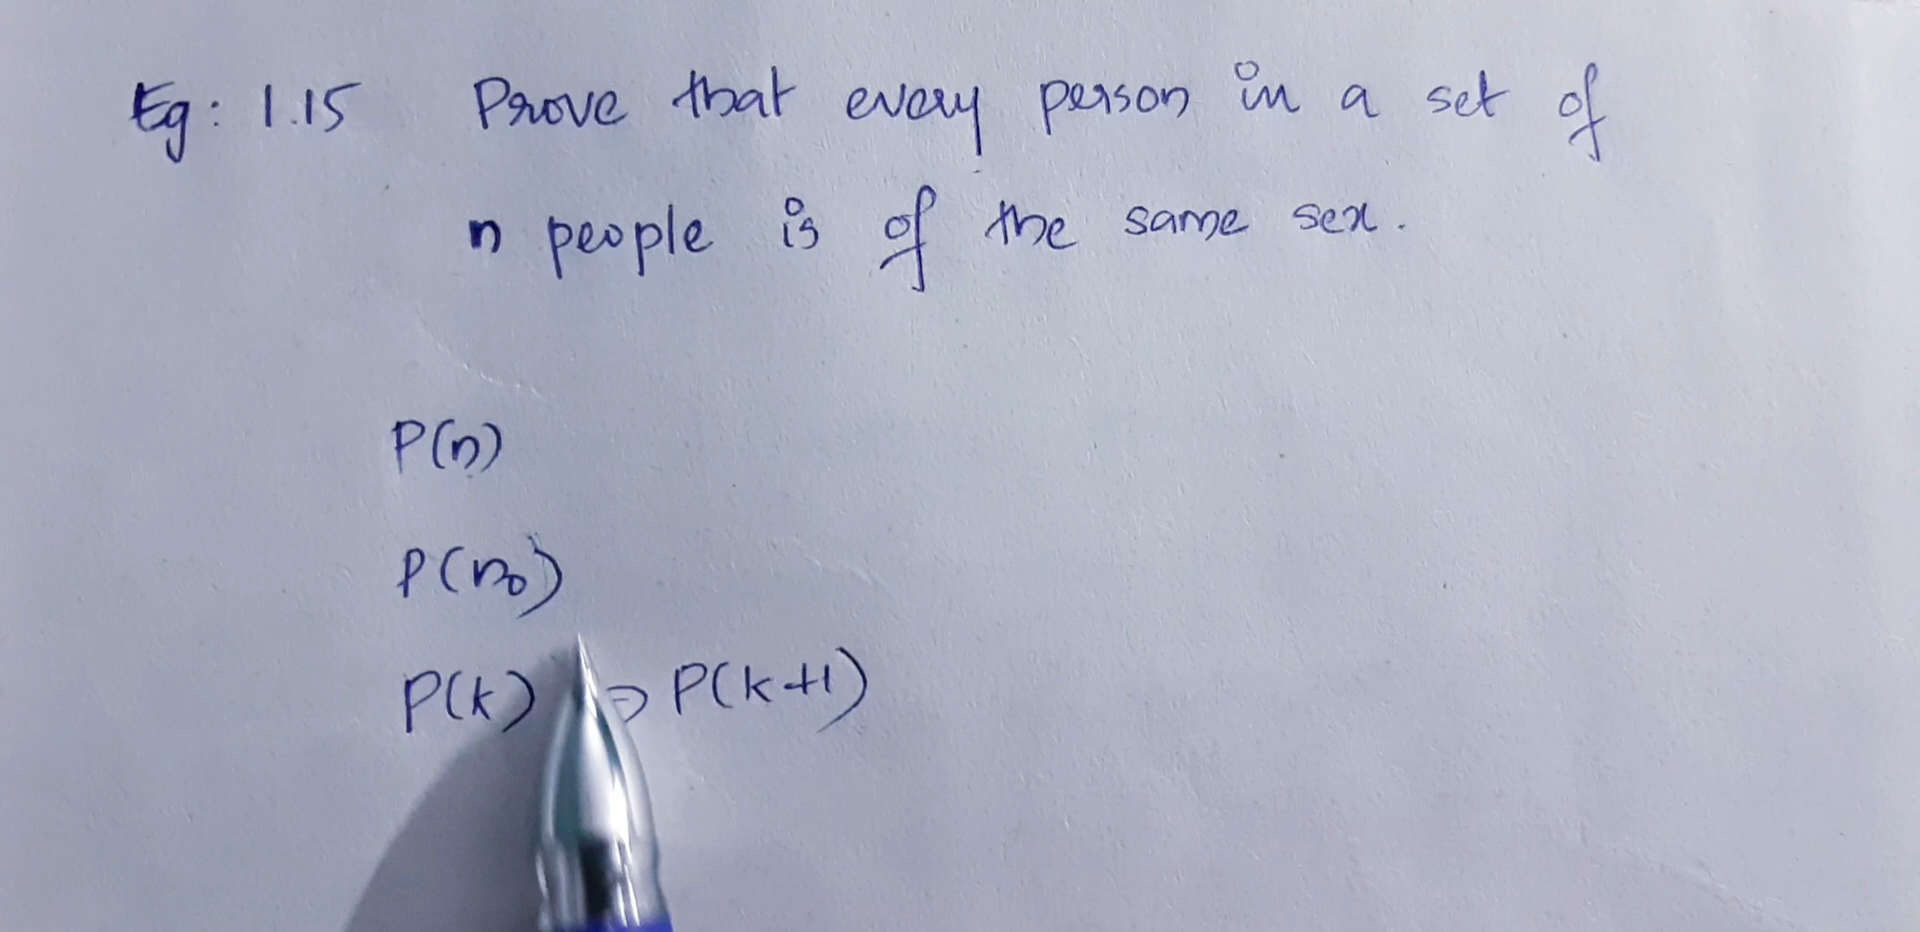 Eg: 1.15 Prove that every person in a set of
n people is of the same sex.
P(n)
P(n₀)
P(k) ⇒ P(k+1)